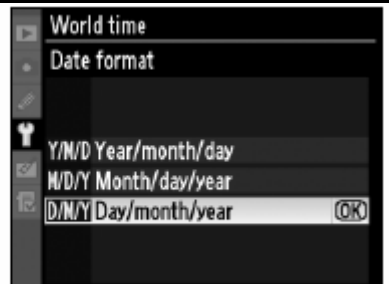 World time
Date format
Y/M/D Year/month/day
M/D/Y Month/day/year
D/M/Y Day/month/year OK